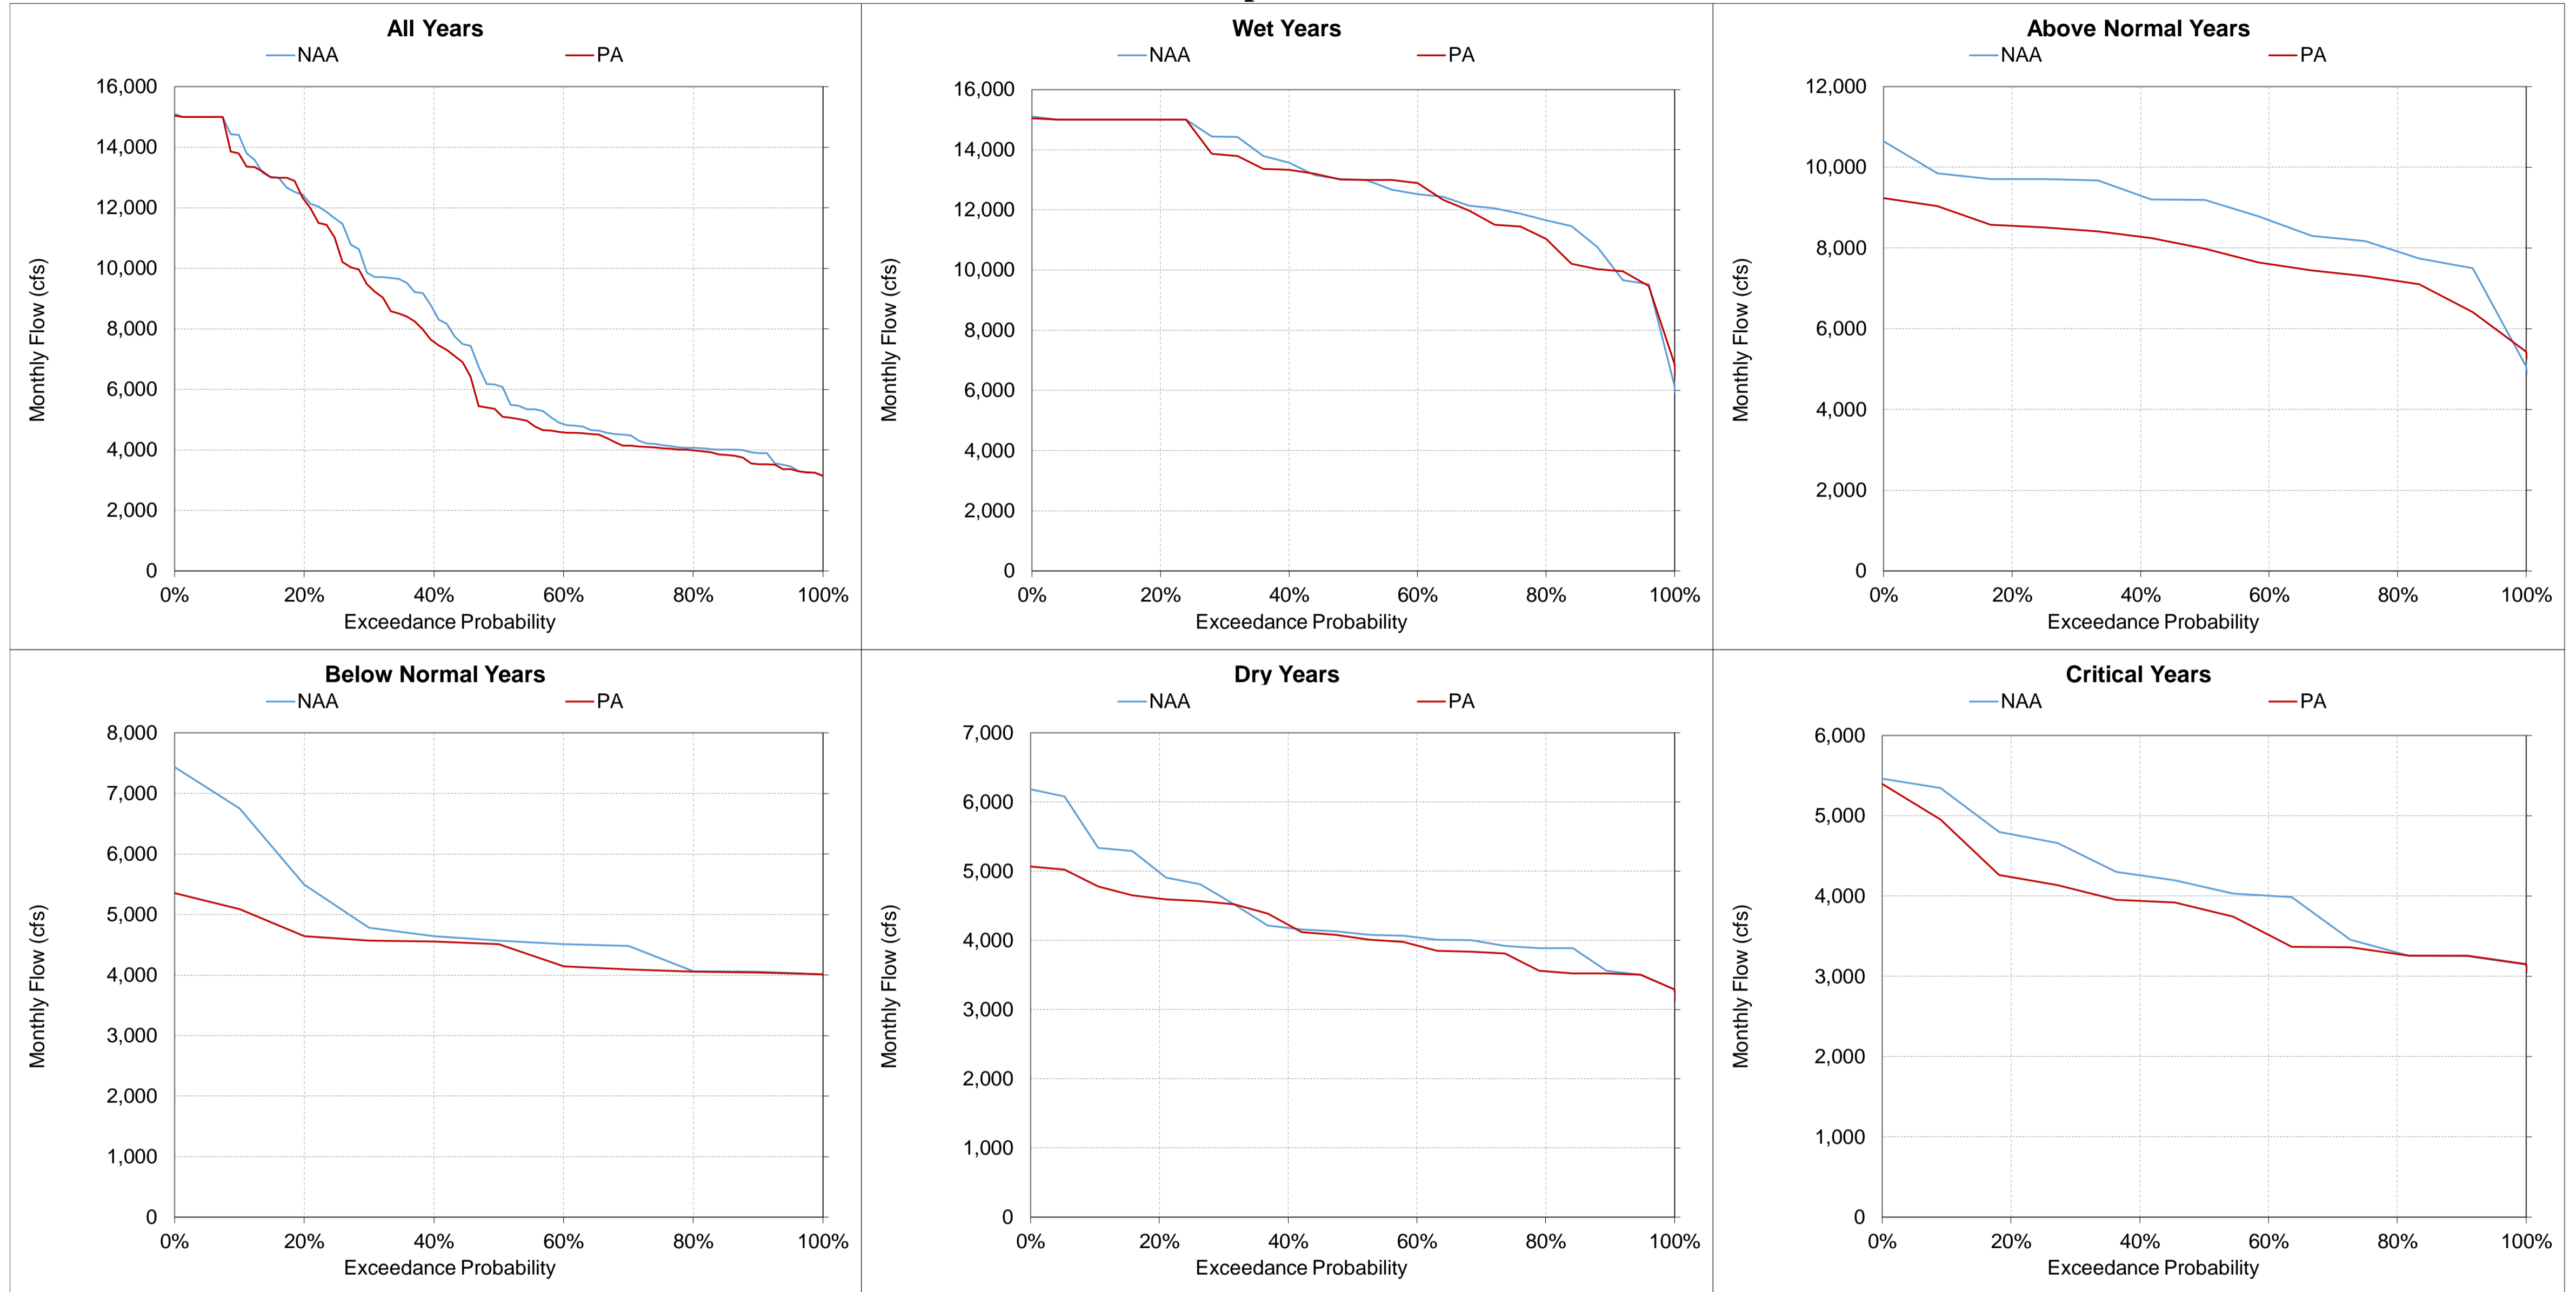 All Years
NAA PA
16,000
14,000
12,000
10,000
8,000
6,000
4,000
2,000
0
0% 20% 40% 60% 80% 100%
Monthly Flow (cfs)
Exceedance Probability
Wet Years
NAA PA
16,000
14,000
12,000
10,000
8,000
6,000
4,000
2,000
0
0% 20% 40% 60% 80% 100%
Monthly Flow (cfs)
Exceedance Probability
Above Normal Years
NAA PA
12,000
10,000
8,000
6,000
4,000
2,000
0
0% 20% 40% 60% 80% 100%
Monthly Flow (cfs)
Exceedance Probability
Below Normal Years
NAA PA
8,000
7,000
6,000
5,000
4,000
3,000
2,000
1,000
0
0% 20% 40% 60% 80% 100%
Monthly Flow (cfs)
Exceedance Probability
Dry Years
NAA PA
7,000
6,000
5,000
4,000
3,000
2,000
1,000
0
0% 20% 40% 60% 80% 100%
Monthly Flow (cfs)
Exceedance Probability
Critical Years
NAA PA
6,000
5,000
4,000
3,000
2,000
1,000
0
0% 20% 40% 60% 80% 100%
Monthly Flow (cfs)
Exceedance Probability